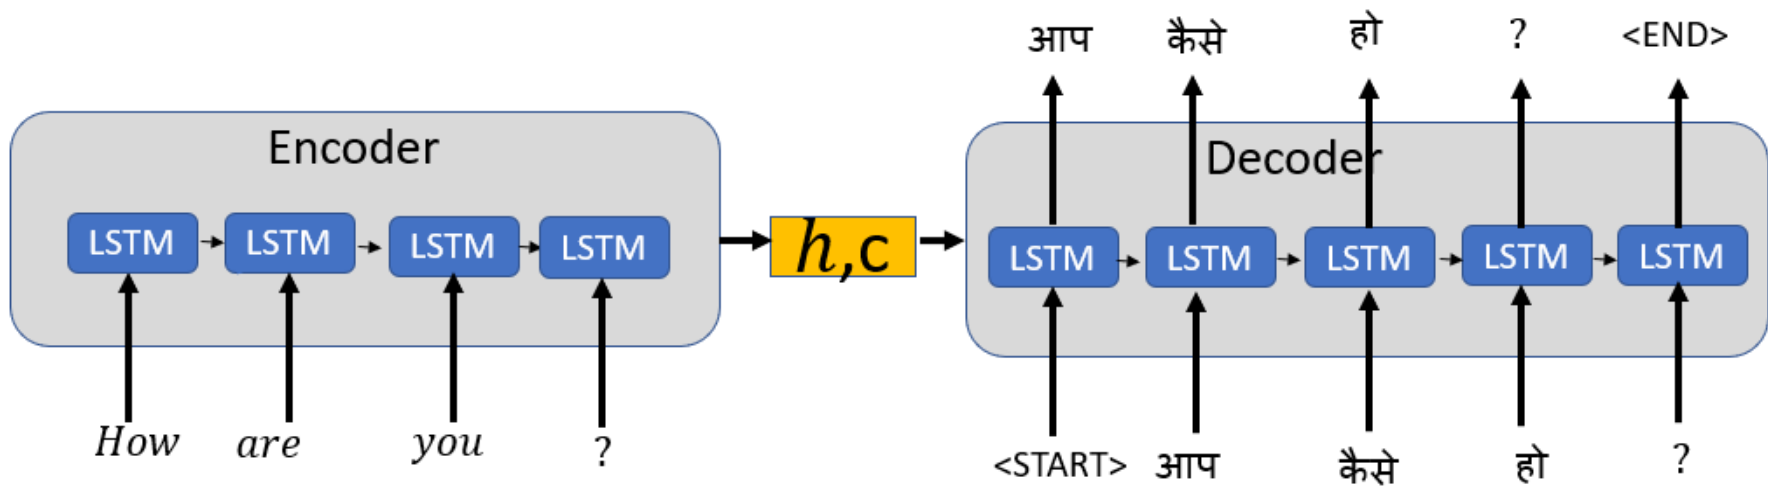 आप कैसे हो ? <END>
Encoder
Decoder
LSTM LSTM LSTM LSTM
h,c
LSTM LSTM LSTM LSTM LSTM
How are you ?
<START> आप कैसे हो ?